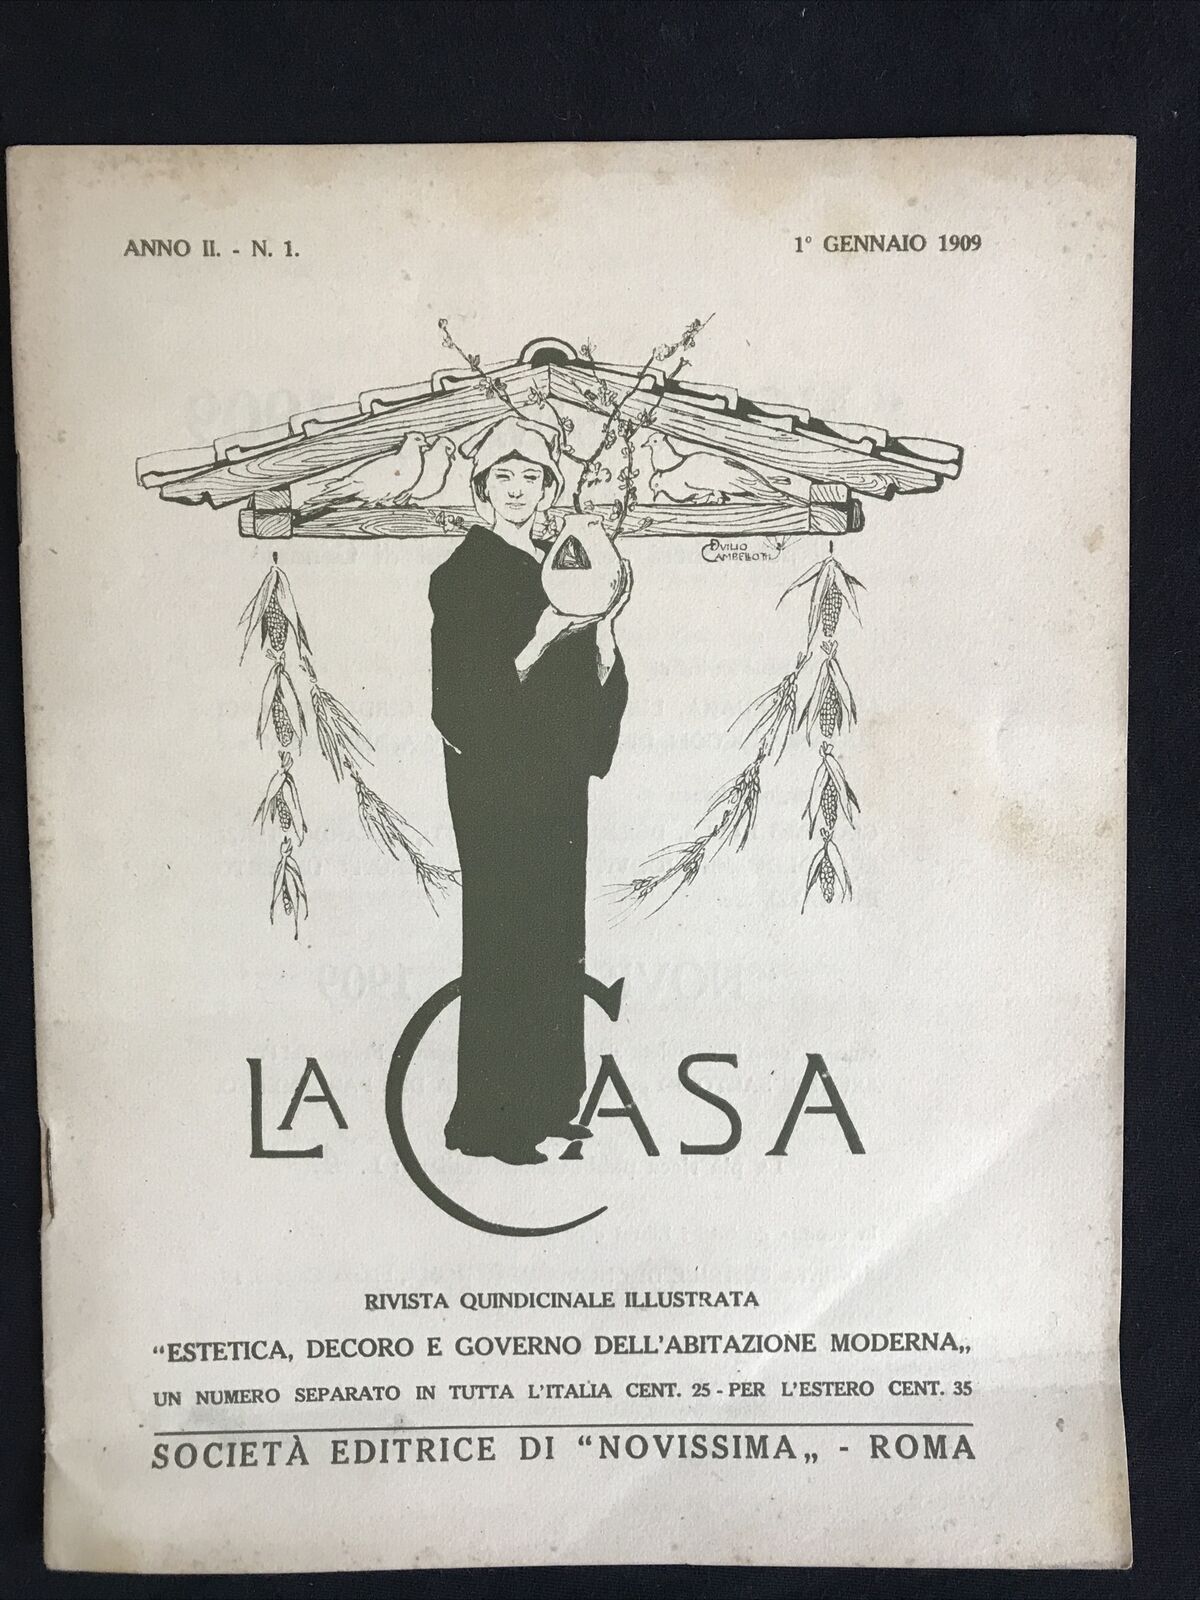 ANNO II. - N. 1.
1° GENNAIO 1909
DVILIO
CAMBELLOTTI
LA CASA
RIVISTA QUINDICINALE ILLUSTRATA
“ESTETICA, DECORO E GOVERNO DELL'ABITAZIONE MODERNA„
UN NUMERO SEPARATO IN TUTTA L'ITALIA CENT. 25 - PER L'ESTERO CENT. 35
SOCIETÀ EDITRICE DI “NOVISSIMA„ - ROMA